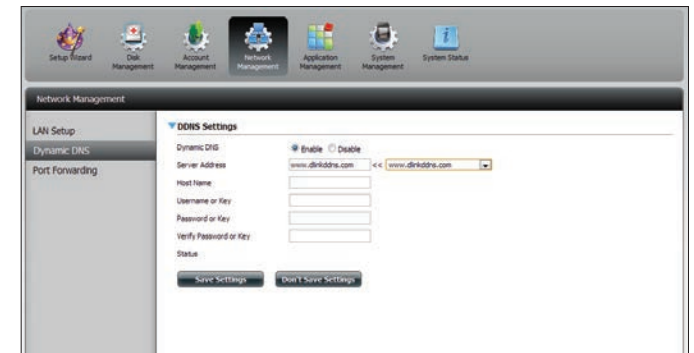 Setup Wizard
Disk Management
Account Management
Network Management
Application Management
System Management
System Status
Network Management
LAN Setup
Dynamic DNS
Port Forwarding
DDNS Settings
Dynamic DNS Enable Disable
Server Address www.dlinkddns.com << www.dlinkddns.com
Host Name
Username or Key
Password or Key
Verify Password or Key
Status
Save Settings Don't Save Settings